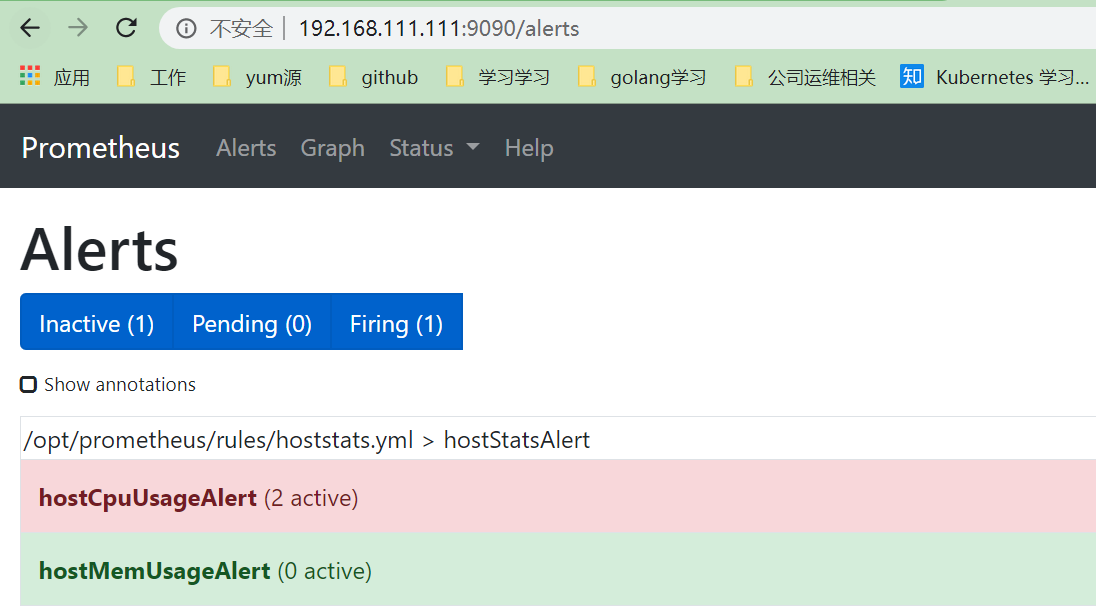 不安全 192.168.111.111:9090/alerts
应用 工作 yum源 github 学习学习 golang学习 公司运维相关 知 Kubernetes 学习...
Prometheus Alerts Graph Status Help
Alerts
Inactive (1) Pending (0) Firing (1)
Show annotations
/opt/prometheus/rules/hoststats.yml > hostStatsAlert
hostCpuUsageAlert (2 active)
hostMemUsageAlert (0 active)